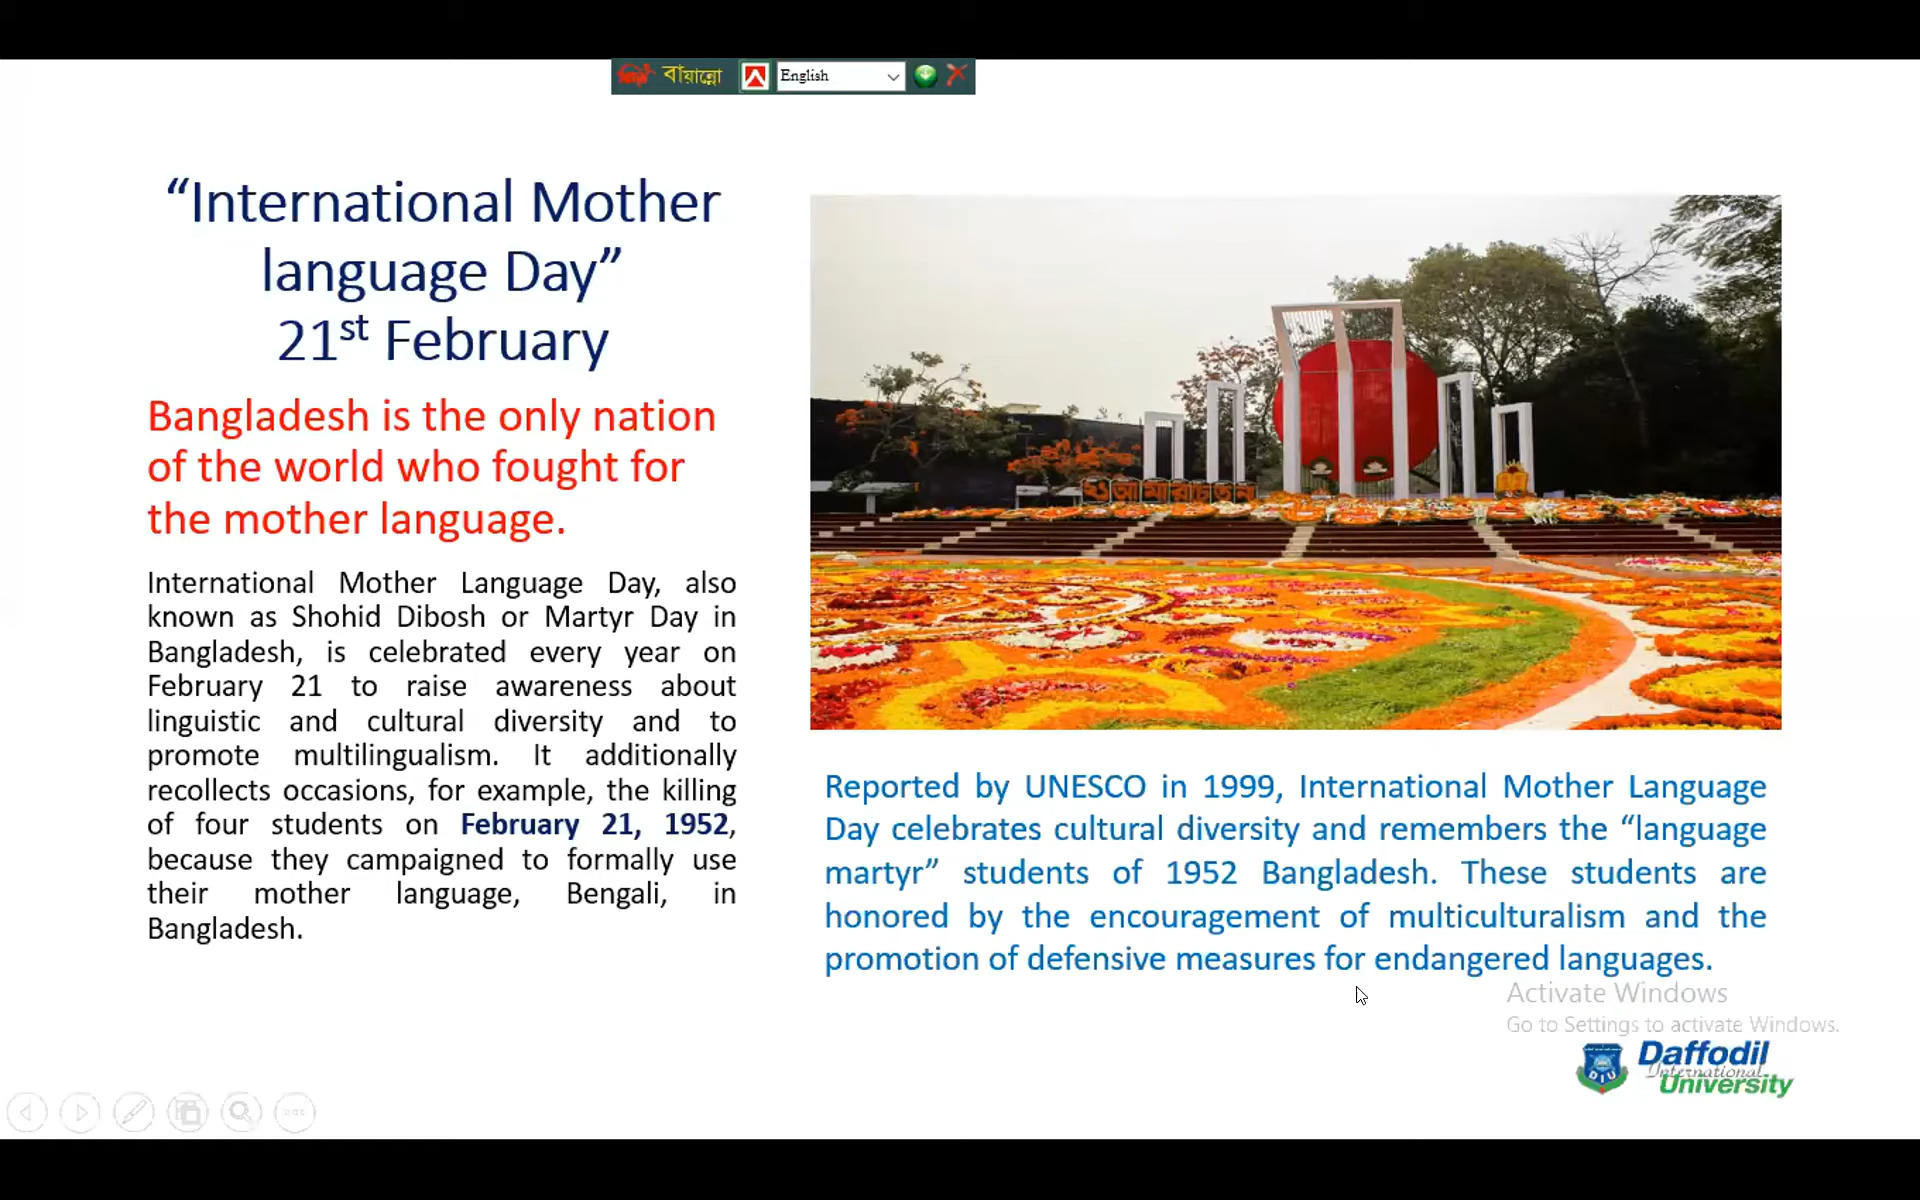 বায়ান্নো
English
“International Mother
language Day”
21st February
Bangladesh is the only nation
of the world who fought for
the mother language.
International Mother Language Day, also
known as Shohid Dibosh or Martyr Day in
Bangladesh, is celebrated every year on
February 21 to raise awareness about
linguistic and cultural diversity and to
promote multilingualism. It additionally
recollects occasions, for example, the killing
of four students on February 21, 1952,
because they campaigned to formally use
their mother language, Bengali, in
Bangladesh.
Reported by UNESCO in 1999, International Mother Language
Day celebrates cultural diversity and remembers the “language
martyr” students of 1952 Bangladesh. These students are
honored by the encouragement of multiculturalism and the
promotion of defensive measures for endangered languages.
Activate Windows
Go to Settings to activate Windows.
DIU
Daffodil
International
University